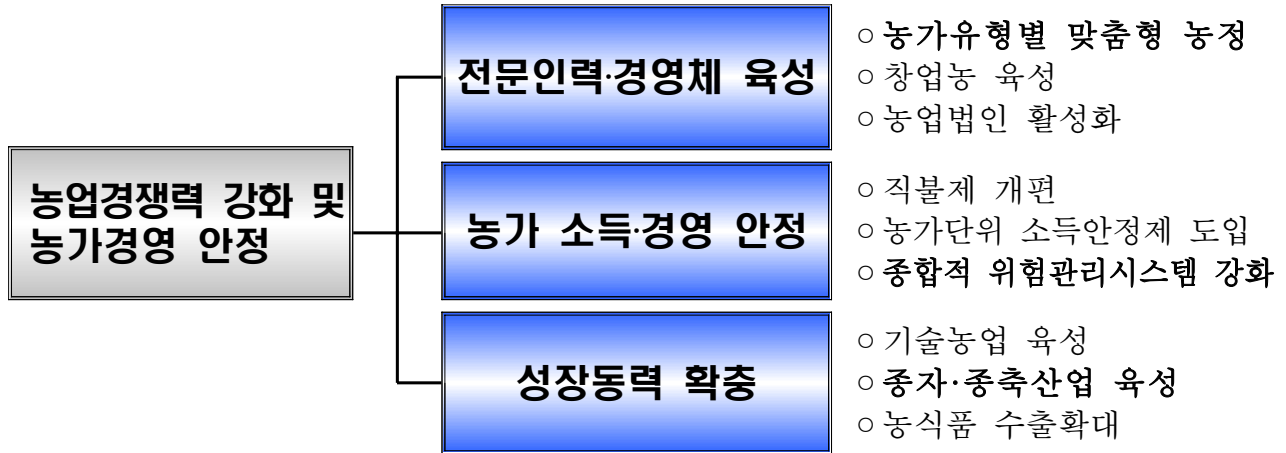 농업경쟁력 강화 및
농가경영 안정
전문인력·경영체 육성
○ 농가유형별 맞춤형 농정
○ 창업농 육성
○ 농업법인 활성화
농가 소득·경영 안정
○ 직불제 개편
○ 농가단위 소득안정제 도입
○ 종합적 위험관리시스템 강화
성장동력 확충
○ 기술농업 육성
○ 종자·종축산업 육성
○ 농식품 수출확대